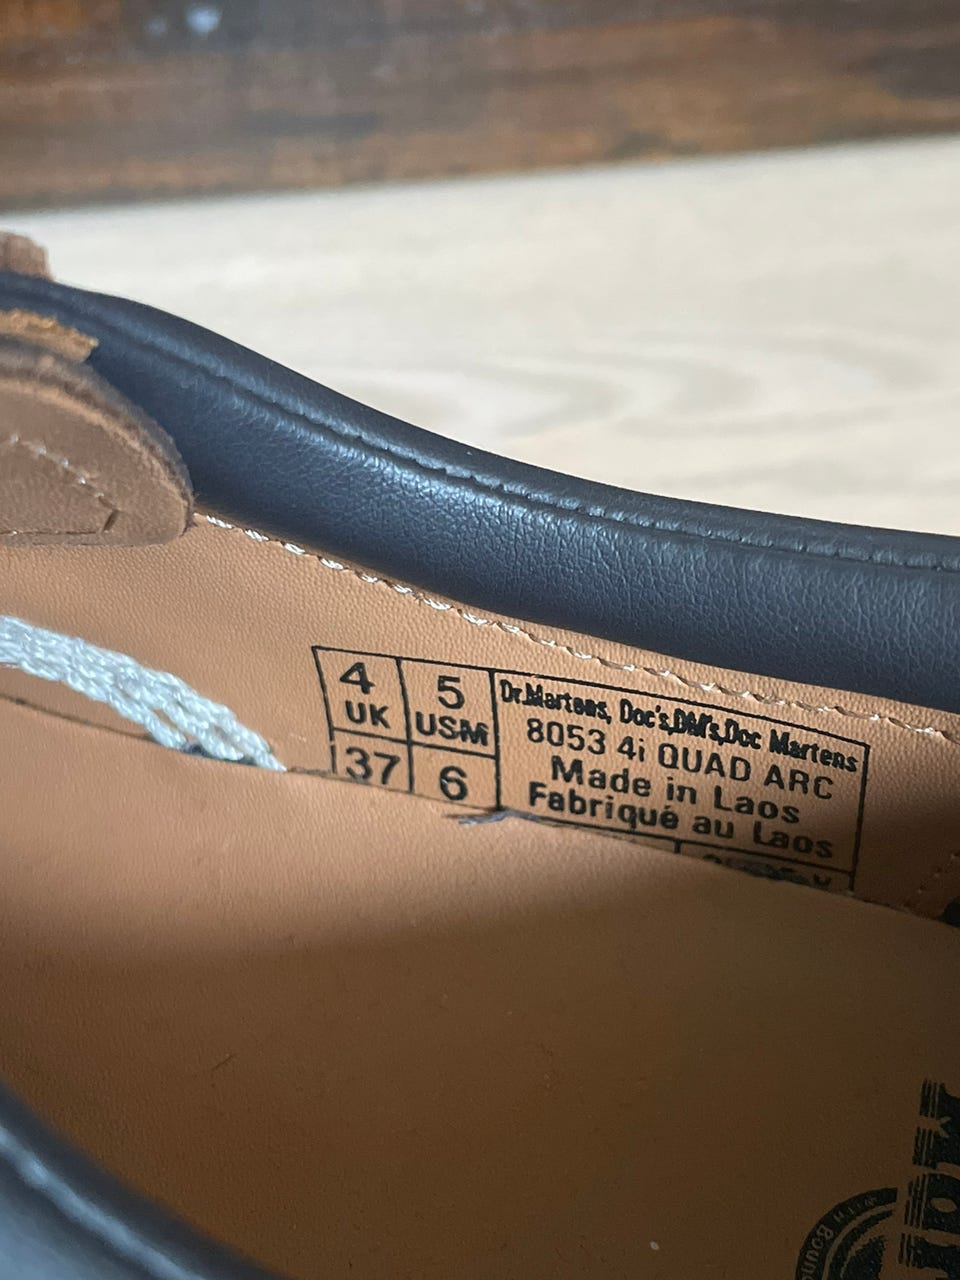 4 UK
5 USM
37
6
Dr.Martens, Doc's,DM's,Doc Martens
8053 4i QUAD ARC
Made in Laos
Fabriqué au Laos
WITH